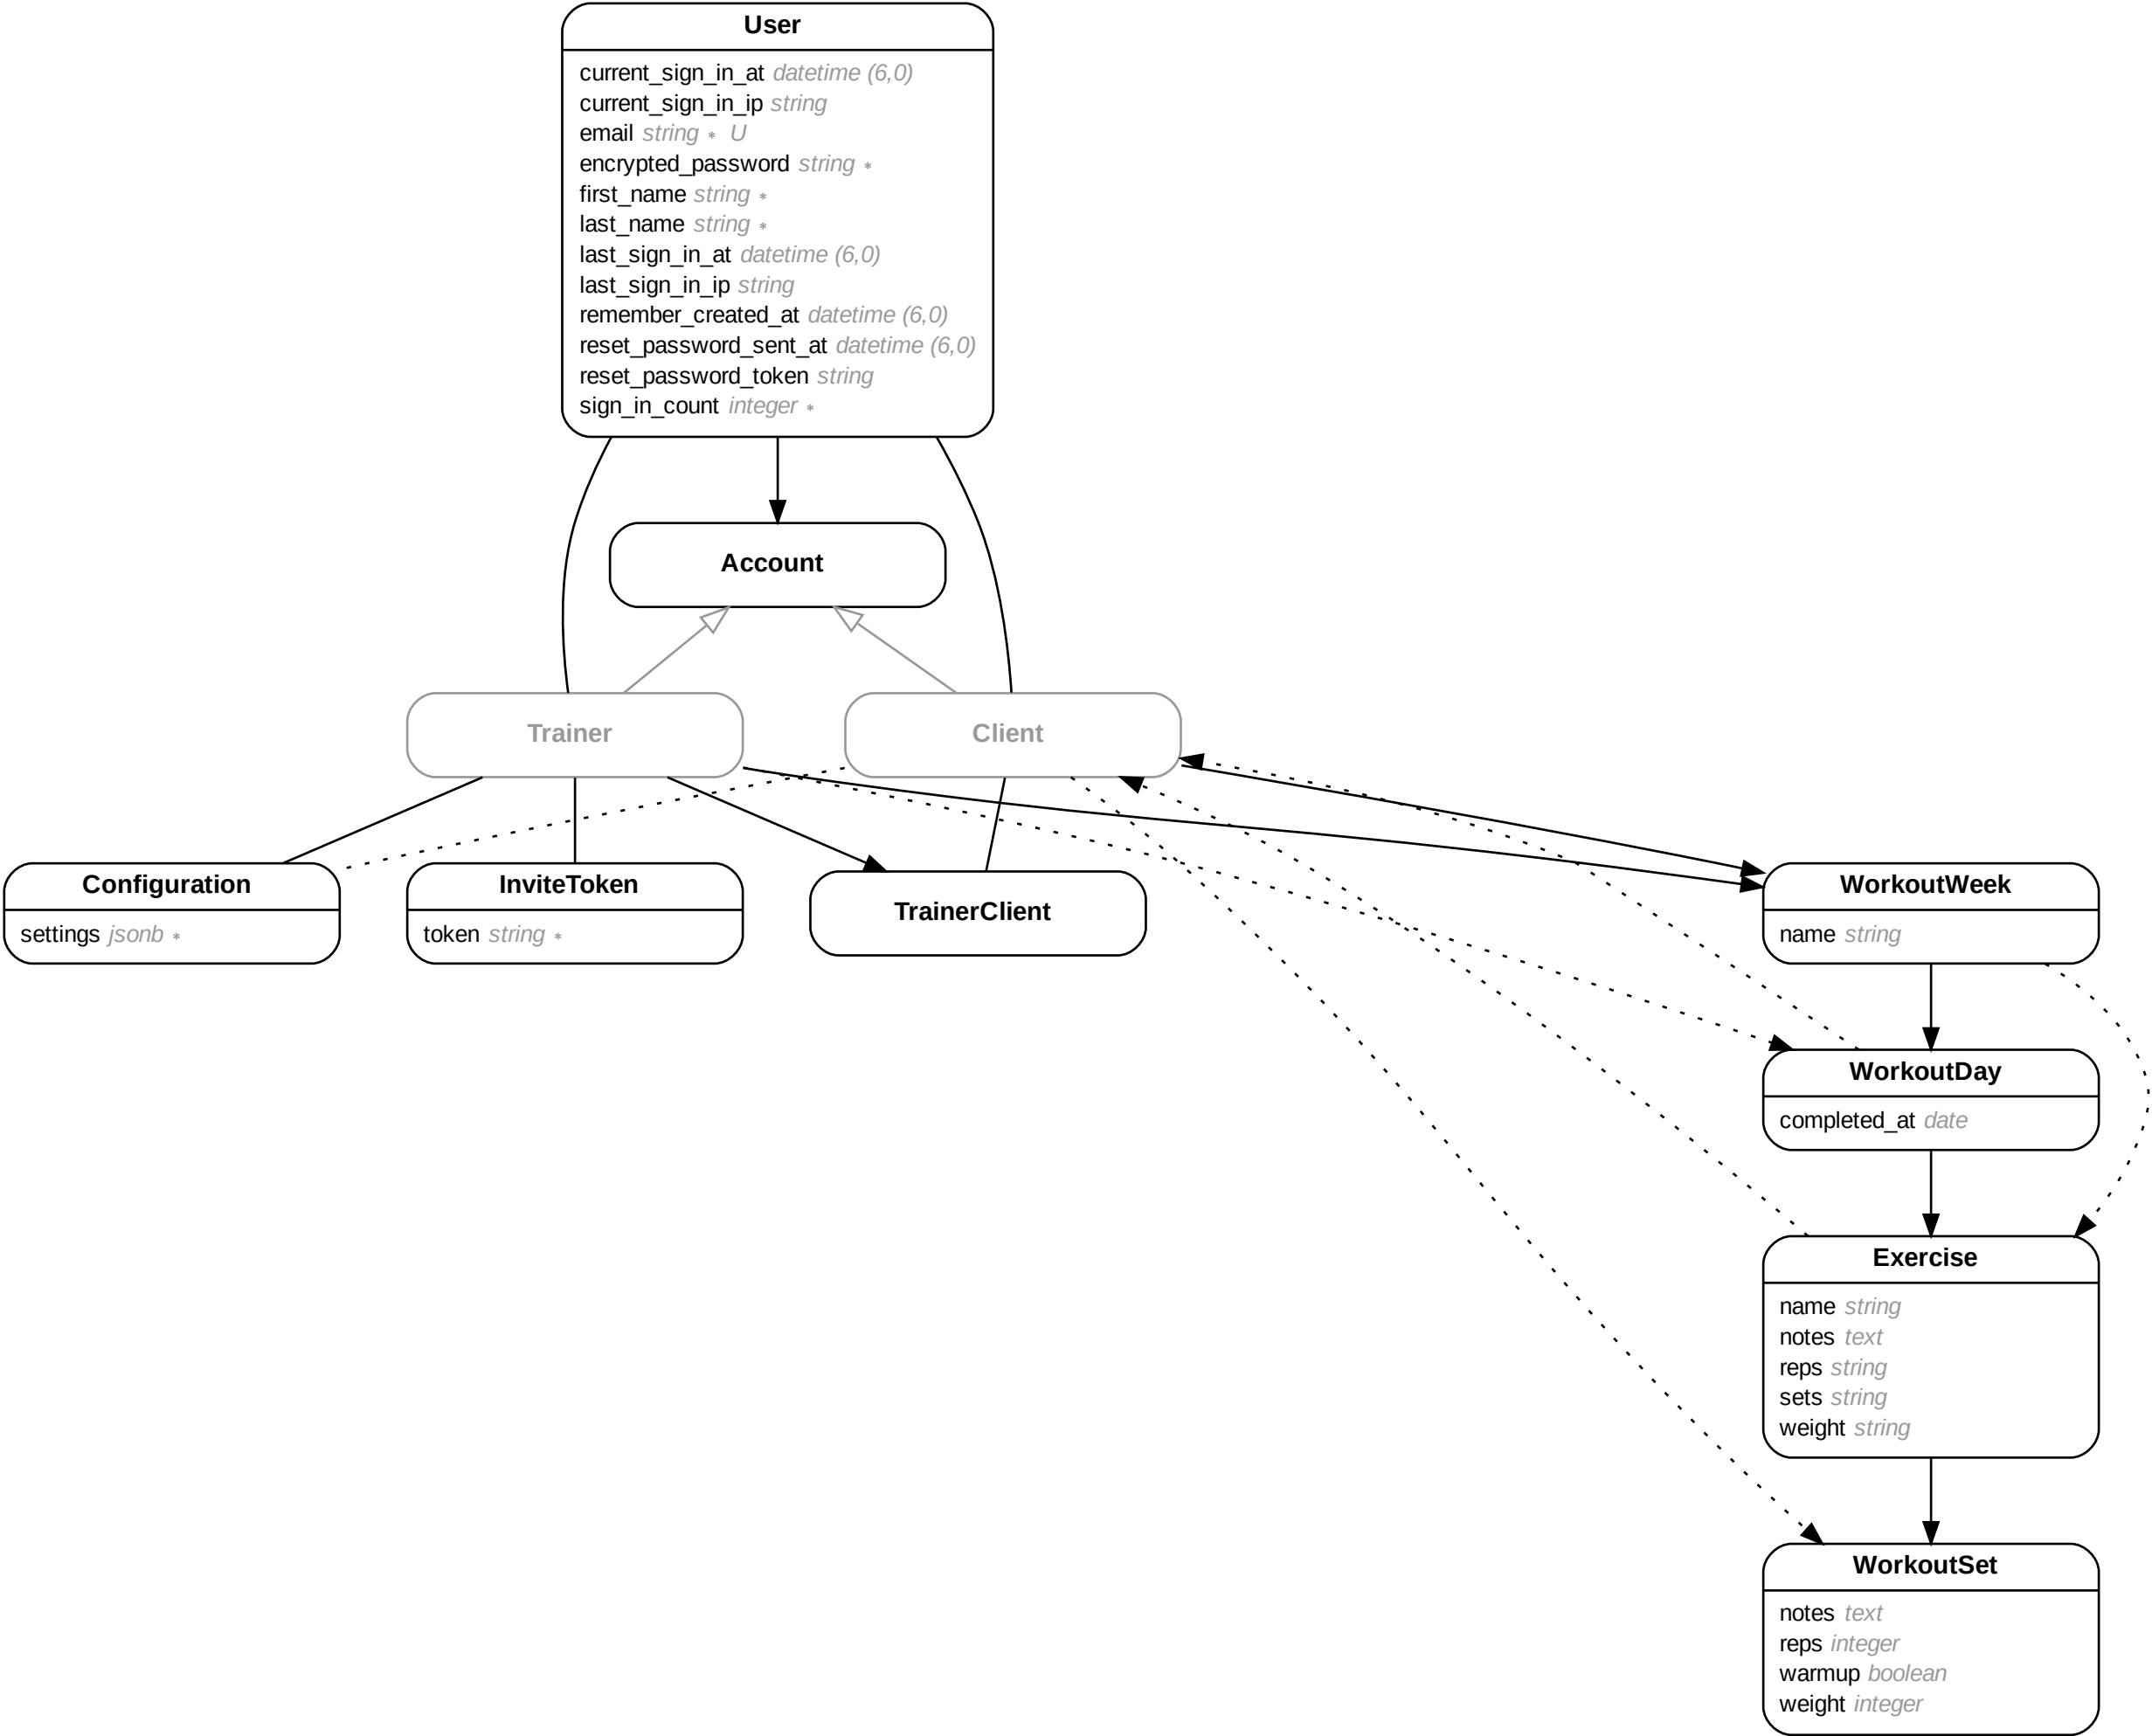 User
current_sign_in_at datetime (6,0)
current_sign_in_ip string
email string * U
encrypted_password string *
first_name string *
last_name string *
last_sign_in_at datetime (6,0)
last_sign_in_ip string
remember_created_at datetime (6,0)
reset_password_sent_at datetime (6,0)
reset_password_token string
sign_in_count integer *
Account
Trainer
Client
Configuration
settings jsonb *
InviteToken
token string *
TrainerClient
WorkoutWeek
name string
WorkoutDay
completed_at date
Exercise
name string
notes text
reps string
sets string
weight string
WorkoutSet
notes text
reps integer
warmup boolean
weight integer